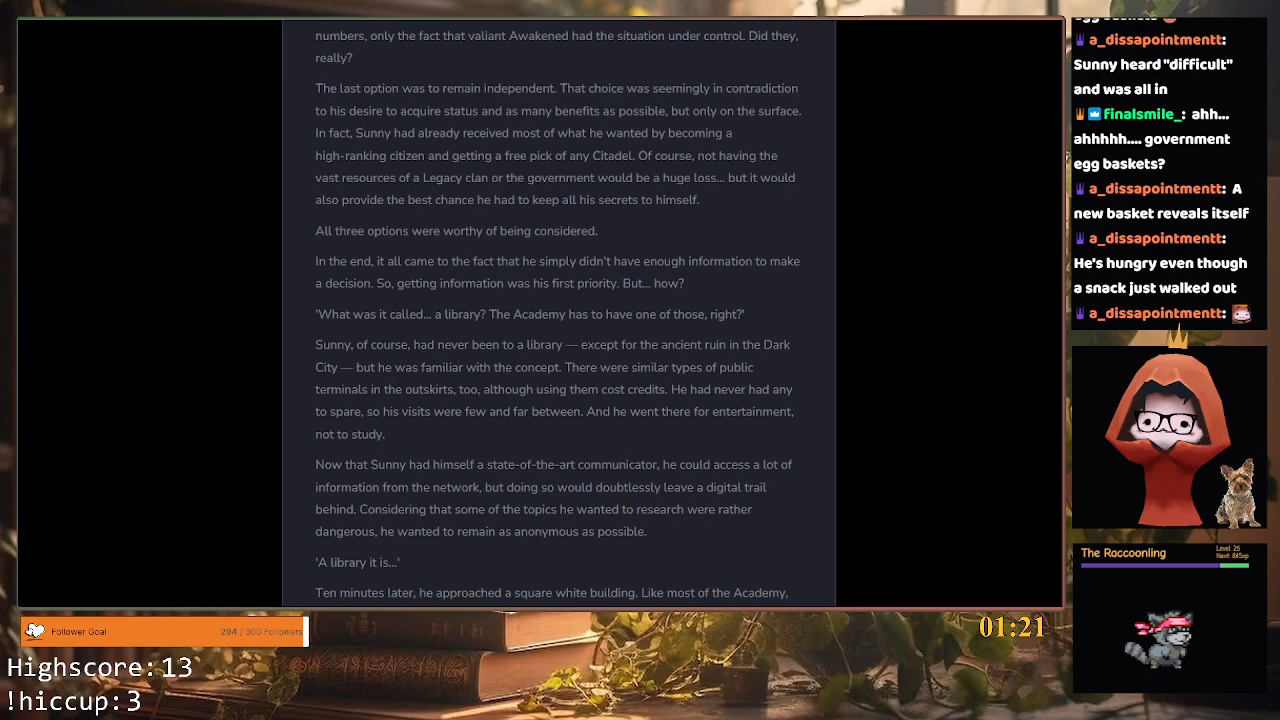 numbers, only the fact that valiant Awakened had the situation under control. Did they,
really?
The last option was to remain independent. That choice was seemingly in contradiction
to his desire to acquire status and as many benefits as possible, but only on the surface.
In fact, Sunny had already received most of what he wanted by becoming a
high-ranking citizen and getting a free pick of any Citadel. Of course, not having the
vast resources of a Legacy clan or the government would be a huge loss... but it would
also provide the best chance he had to keep all his secrets to himself.
All three options were worthy of being considered.
In the end, it all came to the fact that he simply didn't have enough information to make
a decision. So, getting information was his first priority. But... how?
'What was it called... a library? The Academy has to have one of those, right?'
Sunny, of course, had never been to a library — except for the ancient ruin in the Dark
City — but he was familiar with the concept. There were similar types of public
terminals in the outskirts, too, although using them cost credits. He had never had any
to spare, so his visits were few and far between. And he went there for entertainment,
not to study.
Now that Sunny had himself a state-of-the-art communicator, he could access a lot of
information from the network, but doing so would doubtlessly leave a digital trail
behind. Considering that some of the topics he wanted to research were rather
dangerous, he wanted to remain as anonymous as possible.
'A library it is...'
Ten minutes later, he approached a square white building. Like most of the Academy,
egg baskets
a_dissapointmentt:
Sunny heard "difficult"
and was all in
finalsmile_: ahh...
ahhhhh.... government
egg baskets?
a_dissapointmentt: A
new basket reveals itself
a_dissapointmentt:
He's hungry even though
a snack just walked out
a_dissapointmentt:
The Raccoonling
Level: 26
Next: 845xp
Follower Goal
294 / 300 Followers
01:21
Highscore:13
!hiccup:3